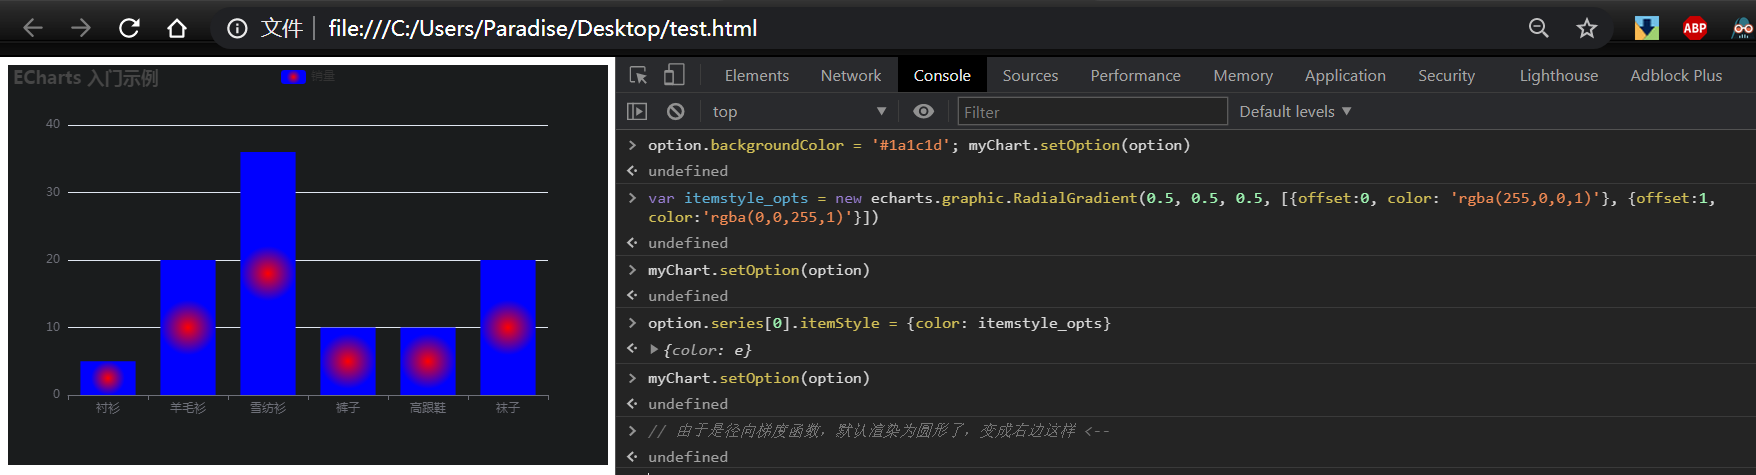 文件 file:///C:/Users/Paradise/Desktop/test.html
ABP
ECharts 入门示例
销量
40
30
20
10
0
衬衫 羊毛衫 雪纺衫 裤子 高跟鞋 袜子
Elements Network Console Sources Performance Memory Application Security Lighthouse Adblock Plus
top Filter Default levels
option.backgroundColor = '#1a1c1d'; myChart.setOption(option)
undefined
var itemstyle_opts = new echarts.graphic.RadialGradient(0.5, 0.5, 0.5, [{offset:0, color: 'rgba(255,0,0,1)'}, {offset:1,
color:'rgba(0,0,255,1)'}])
undefined
myChart.setOption(option)
undefined
option.series[0].itemStyle = {color: itemstyle_opts}
{color: e}
myChart.setOption(option)
undefined
// 由于是径向梯度函数，默认渲染为圆形了，变成右边这样 <--
undefined